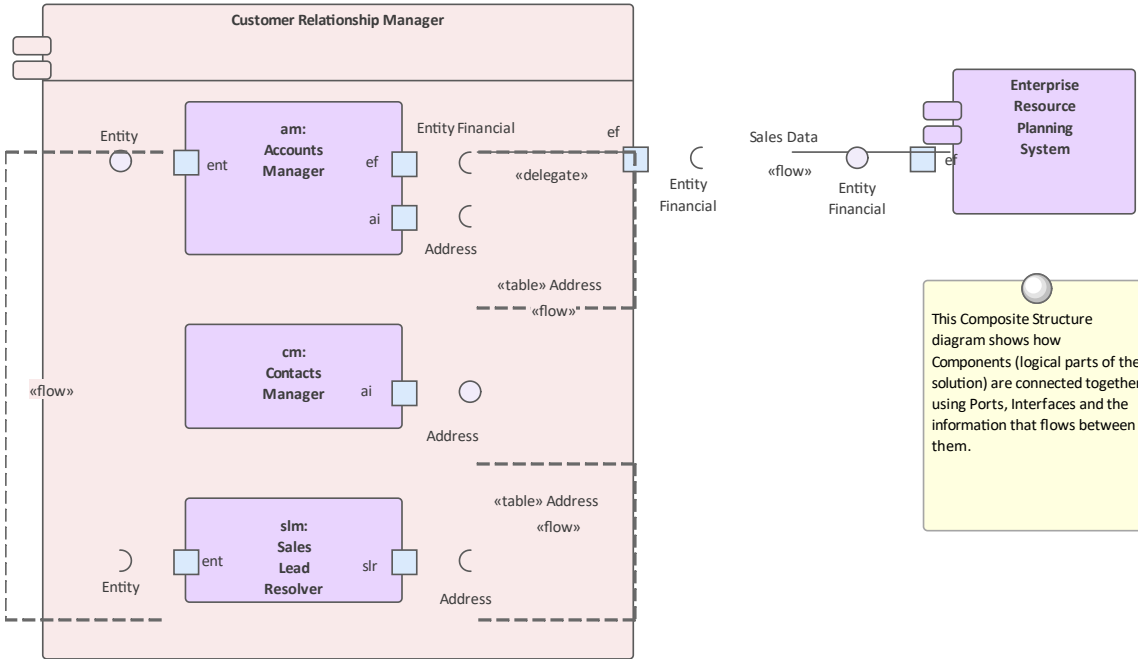 Customer Relationship Manager
Entity
am:
Accounts
Manager
ent
ef
ai
Entity Financial
Address
«delegate»
ef
Entity
Financial
Sales Data
«flow»
Entity
Financial
ef
Enterprise
Resource
Planning
System
«table» Address
«flow»
«flow»
cm:
Contacts
Manager
ai
Address
This Composite Structure
diagram shows how
Components (logical parts of the
solution) are connected together
using Ports, Interfaces and the
information that flows between
them.
«table» Address
«flow»
slm:
Sales
Lead
Resolver
ent
slr
Entity
Address